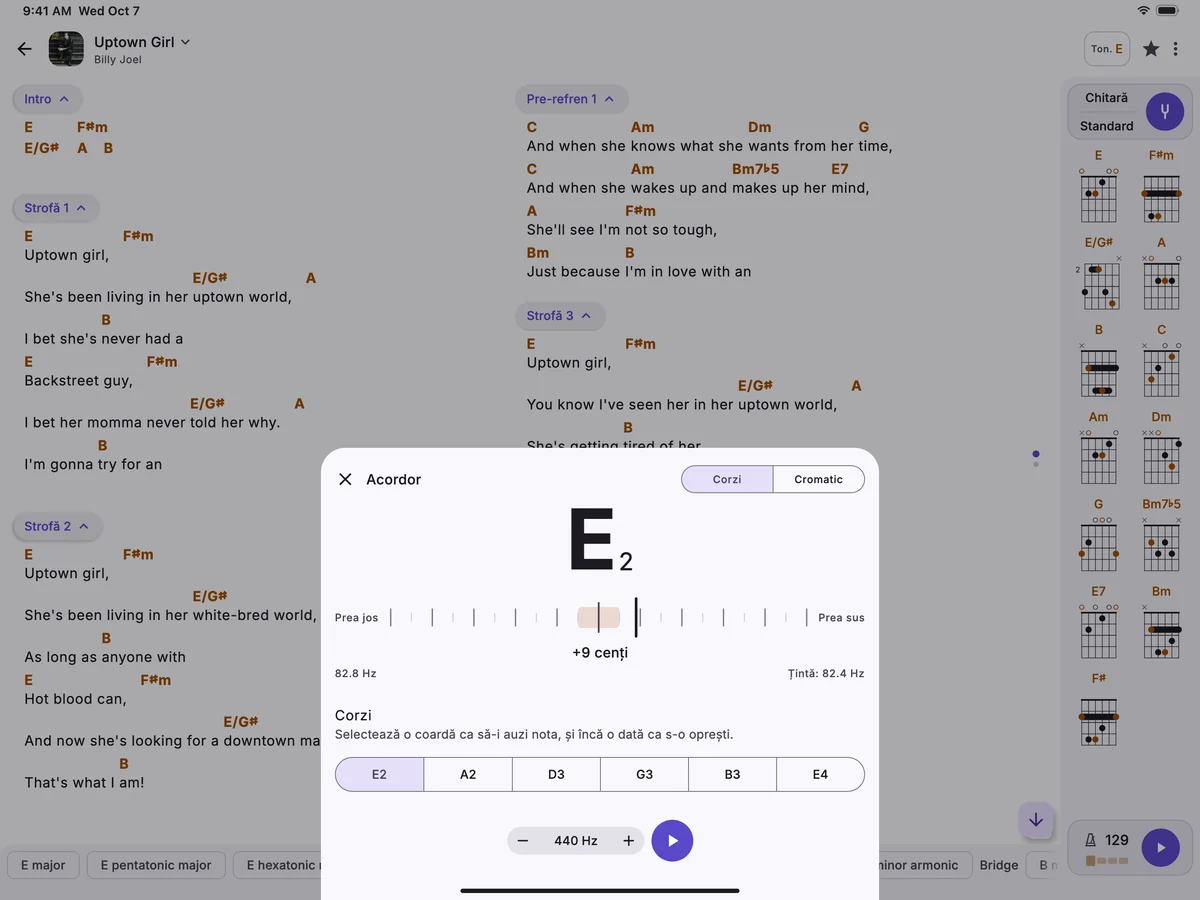 9:41 AM Wed Oct 7
Uptown Girl
Billy Joel
Ton. E
Intro
E F#m
E/G# A B
Strofă 1
E F#m
Uptown girl,
E/G# A
She's been living in her uptown world,
B
I bet she's never had a
E F#m
Backstreet guy,
E/G# A
I bet her momma never told her why.
B
I'm gonna try for an
Strofă 2
E F#m
Uptown girl,
E/G#
She's been living in her white-bred world,
B
As long as anyone with
E F#m
Hot blood can,
E/G#
And now she's looking for a downtown ma
B
That's what I am!
Pre-refren 1
C Am Dm G
And when she knows what she wants from her time,
C Am Bm7b5 E7
And when she wakes up and makes up her mind,
A F#m
She'll see I'm not so tough,
Bm B
Just because I'm in love with an
Strofă 3
E F#m
Uptown girl,
E/G# A
You know I've seen her in her uptown world,
B
She's getting tired of her
Chitară
Standard
E F#m
E/G# A
2
B C
Am Dm
G Bm7b5
E7 Bm
F#
129
Acordor
Corzi Cromatic
E2
Prea jos Prea sus
+9 cenți
82.8 Hz Țintă: 82.4 Hz
Corzi
Selectează o coardă ca să-i auzi nota, și încă o dată ca s-o oprești.
E2 A2 D3 G3 B3 E4
− 440 Hz +
E major E pentatonic major E hexatonic minor armonic Bridge B